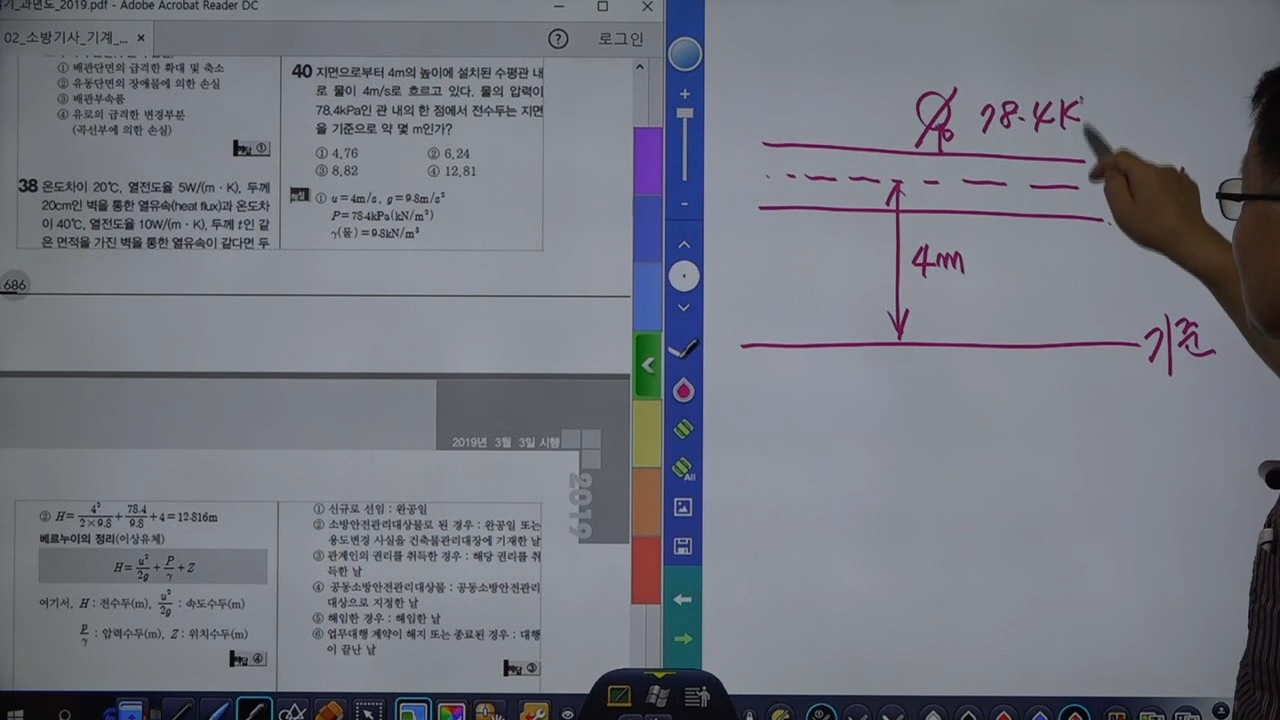 과년도_2019.pdf - Adobe Acrobat Reader DC
02_소방기사_기계_...
로그인
① 배관단면의 급격한 확대 및 축소
② 유동단면의 장애물에 의한 손실
③ 배관부속품
④ 유로의 급격한 변경부분
(곡선부에 의한 손실)
해답 ①
38 온도차이 20℃, 열전도율 5W/(m·K), 두께
20cm인 벽을 통한 열유속(heat flux)과 온도차
이 40℃, 열전도율 10W/(m·K), 두께 t인 같
은 면적을 가진 벽을 통한 열유속이 같다면 두
40 지면으로부터 4m의 높이에 설치된 수평관 내
로 물이 4m/s로 흐르고 있다. 물의 압력이
78.4kPa인 관 내의 한 점에서 전수두는 지면
을 기준으로 약 몇 m인가?
① 4.76 ② 6.24
③ 8.82 ④ 12.81
해설 ① u=4m/s, g=9.8m/s²
P=78.4kPa(kN/m²)
γ(물)=9.8kN/m³
686
2019년 3월 3일 시행
2019
② H=4²/(2×9.8)+78.4/9.8+4=12.816m
베르누이의 정리(이상유체)
H=u²/2g+P/γ+Z
여기서, H : 전수두(m), u²/2g : 속도수두(m)
p/γ : 압력수두(m), Z : 위치수두(m)
해답 ④
① 신규로 선임 : 완공일
② 소방안전관리대상물로 된 경우 : 완공일 또는
용도변경 사실을 건축물관리대장에 기재한 날
③ 관계인의 권리를 취득한 경우 : 해당 권리를 취
득한 날
④ 공동소방안전관리대상물 : 공동소방안전관리
대상으로 지정한 날
⑤ 해임한 경우 : 해임한 날
⑥ 업무대행 계약이 해지 또는 종료된 경우 : 대행
이 끝난 날
해답 ③
All
78.4K
4m
기준